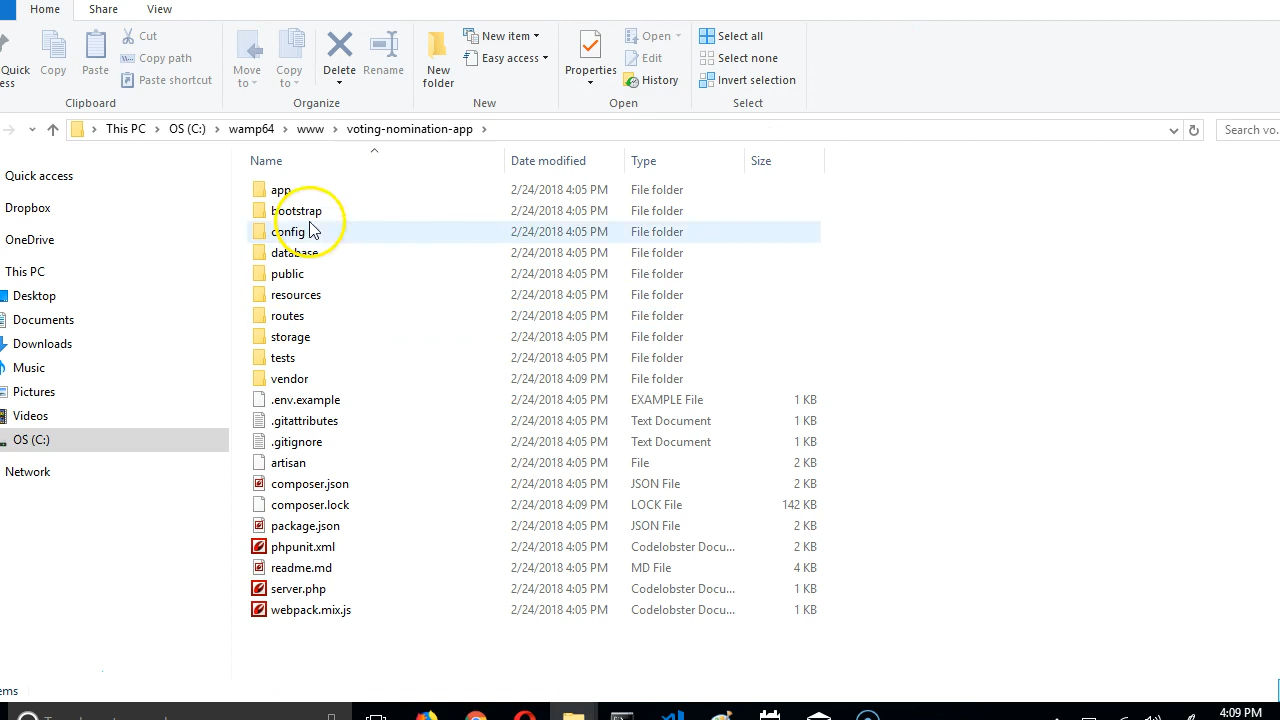 Home Share View
Quick
ess
Copy
Paste
Cut
Copy path
Paste shortcut
Clipboard
Move
to
Copy
to
Delete
Rename
Organize
New
folder
New item
Easy access
New
Properties
Open
Edit
History
Open
Select all
Select none
Invert selection
Select
This PC > OS (C:) > wamp64 > www > voting-nomination-app >
Search vo...
Quick access
Dropbox
OneDrive
This PC
Desktop
Documents
Downloads
Music
Pictures
Videos
OS (C:)
Network
Name Date modified Type Size
app 2/24/2018 4:05 PM File folder
bootstrap 2/24/2018 4:05 PM File folder
config 2/24/2018 4:05 PM File folder
database 2/24/2018 4:05 PM File folder
public 2/24/2018 4:05 PM File folder
resources 2/24/2018 4:05 PM File folder
routes 2/24/2018 4:05 PM File folder
storage 2/24/2018 4:05 PM File folder
tests 2/24/2018 4:05 PM File folder
vendor 2/24/2018 4:09 PM File folder
.env.example 2/24/2018 4:05 PM EXAMPLE File 1 KB
.gitattributes 2/24/2018 4:05 PM Text Document 1 KB
.gitignore 2/24/2018 4:05 PM Text Document 1 KB
artisan 2/24/2018 4:05 PM File 2 KB
composer.json 2/24/2018 4:05 PM JSON File 2 KB
composer.lock 2/24/2018 4:09 PM LOCK File 142 KB
package.json 2/24/2018 4:05 PM JSON File 2 KB
phpunit.xml 2/24/2018 4:05 PM Codelobster Docu... 2 KB
readme.md 2/24/2018 4:05 PM MD File 4 KB
server.php 2/24/2018 4:05 PM Codelobster Docu... 1 KB
webpack.mix.js 2/24/2018 4:05 PM Codelobster Docu... 1 KB
ems
4:09 PM